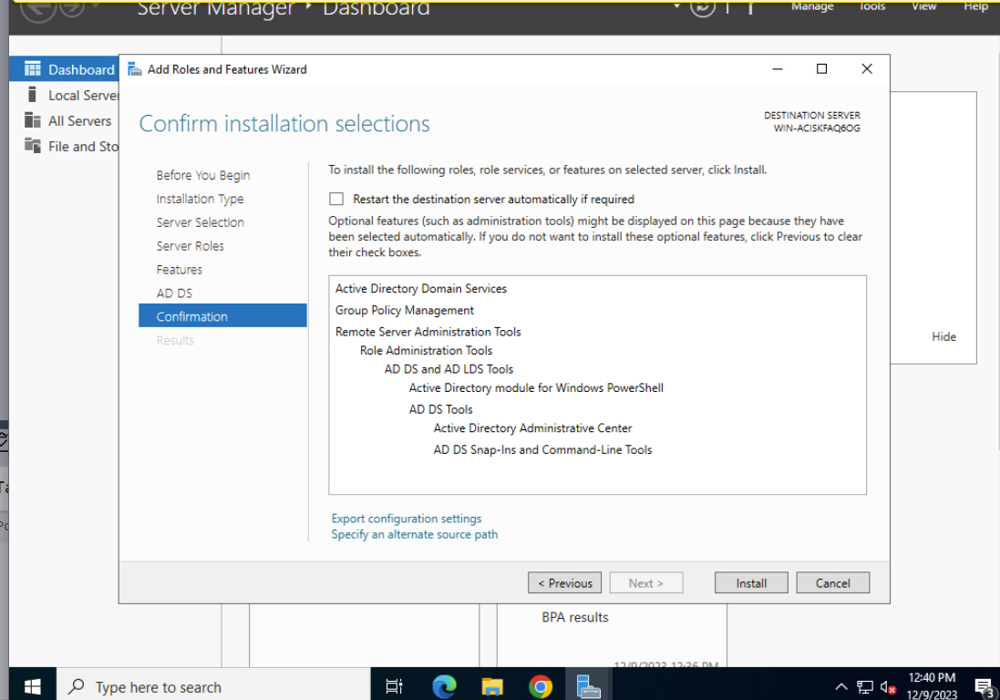 Server Manager • Dashboard
Manage Tools View Help
Dashboard
Local Server
All Servers
File and Sto
Add Roles and Features Wizard
Confirm installation selections
DESTINATION SERVER
WIN-ACISKFAQ6OG
Before You Begin
Installation Type
Server Selection
Server Roles
Features
AD DS
Confirmation
Results
To install the following roles, role services, or features on selected server, click Install.
Restart the destination server automatically if required
Optional features (such as administration tools) might be displayed on this page because they have
been selected automatically. If you do not want to install these optional features, click Previous to clear
their check boxes.
Active Directory Domain Services
Group Policy Management
Remote Server Administration Tools
Role Administration Tools
AD DS and AD LDS Tools
Active Directory module for Windows PowerShell
AD DS Tools
Active Directory Administrative Center
AD DS Snap-Ins and Command-Line Tools
Export configuration settings
Specify an alternate source path
< Previous
Next >
Install
Cancel
Hide
BPA results
12/9/2023 12:36 PM
Type here to search
12:40 PM
12/9/2023
3